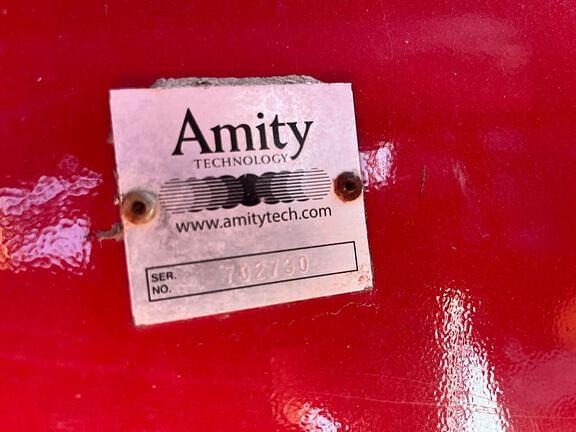 Amity
TECHNOLOGY
www.amitytech.com
SER.
NO. 702730